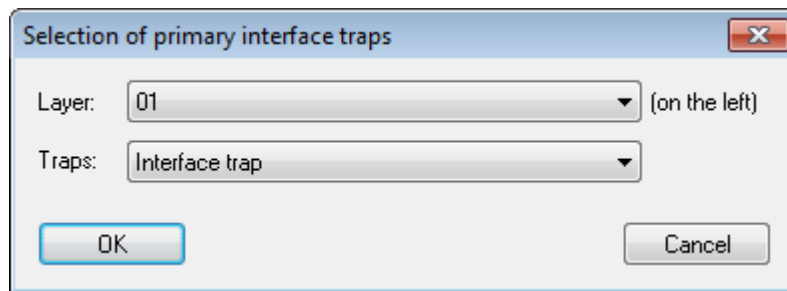 Selection of primary interface traps
Layer: 01 (on the left)
Traps: Interface trap
OK Cancel